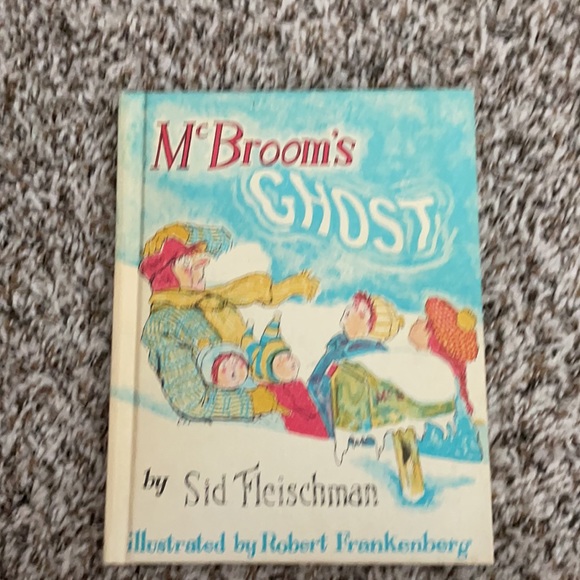 McBroom's
GHOST
by Sid Fleischman
illustrated by Robert Frankenberg